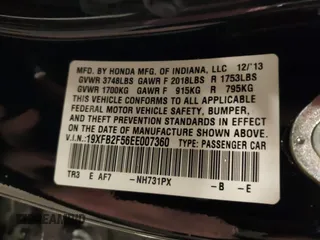 MFD. BY HONDA MFG. OF INDIANA, LLC 12/13
GVWR 3748LBS GAWR F 2018LBS R 1753LBS
GVWR 1700KG GAWR F 915KG R 795KG
THIS VEHICLE CONFORMS TO ALL APPLICABLE
FEDERAL MOTOR VEHICLE SAFETY, BUMPER, AND
THEFT PREVENTION STANDARDS IN EFFECT ON THE
DATE OF MANUFACTURE SHOWN ABOVE.
V.I.N.: 19XFB2F56EE007360 TYPE: PASSENGER CAR
TR3 E AF7 -NH731PX -B -E